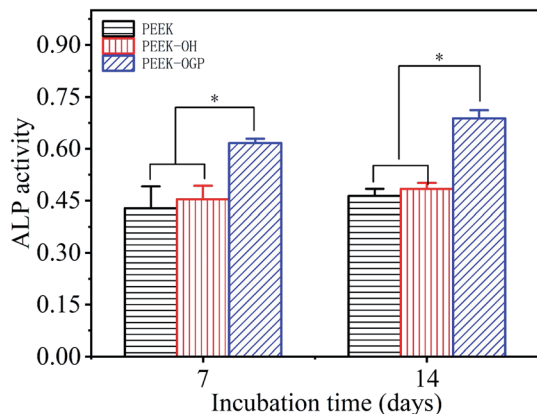 PEEK
PEEK-OH
PEEK-OGP
0.90
0.75
0.60
0.45
0.30
0.15
0.00
ALP activity
*
*
7
14
Incubation time (days)